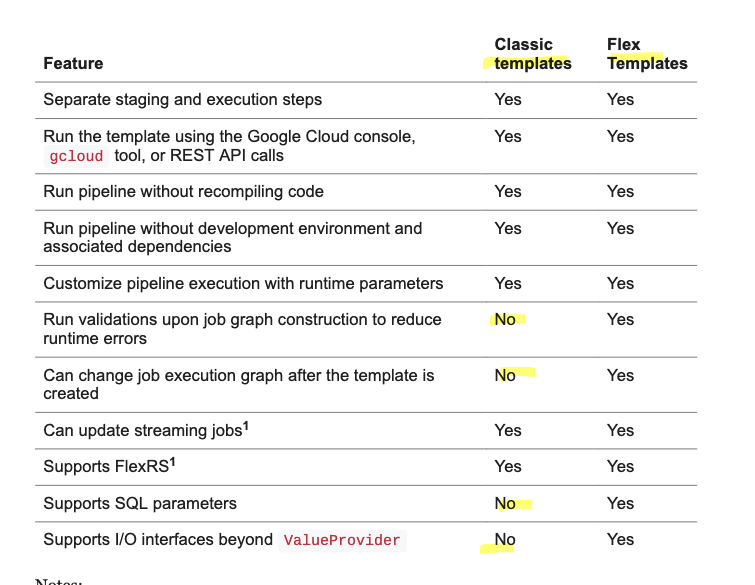 Feature Classic templates Flex Templates
Separate staging and execution steps Yes Yes
Run the template using the Google Cloud console, Yes Yes
gcloud tool, or REST API calls
Run pipeline without recompiling code Yes Yes
Run pipeline without development environment and Yes Yes
associated dependencies
Customize pipeline execution with runtime parameters Yes Yes
Run validations upon job graph construction to reduce No Yes
runtime errors
Can change job execution graph after the template is No Yes
created
Can update streaming jobs1 Yes Yes
Supports FlexRS1 Yes Yes
Supports SQL parameters No Yes
Supports I/O interfaces beyond ValueProvider No Yes
Notes: